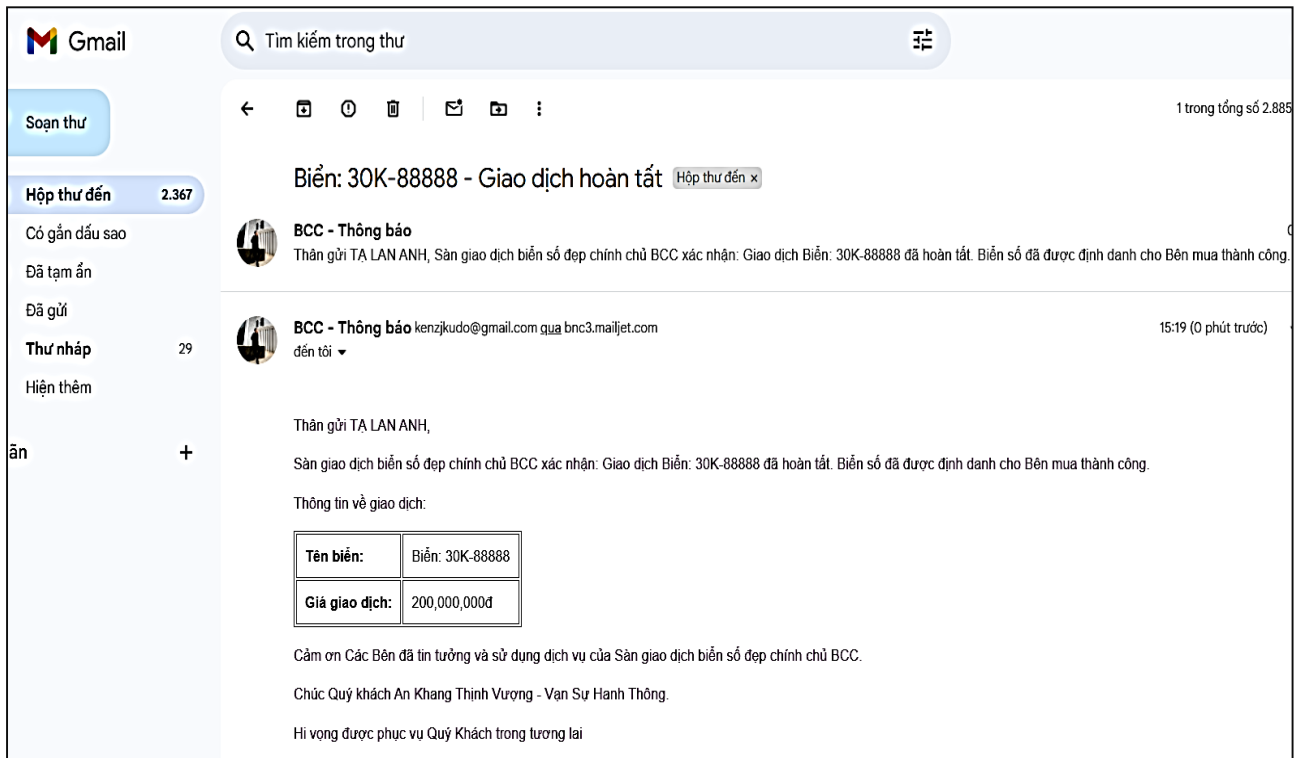 Gmail
Tìm kiếm trong thư
Soạn thư
1 trong tổng số 2.885
Hộp thư đến 2.367
Có gắn dấu sao
Đã tạm ẩn
Đã gửi
Thư nháp 29
Hiện thêm
+
Biển: 30K-88888 - Giao dịch hoàn tất Hộp thư đến x
BCC - Thông báo
Thân gửi TẠ LAN ANH, Sàn giao dịch biển số đẹp chính chủ BCC xác nhận: Giao dịch Biển: 30K-88888 đã hoàn tất. Biển số đã được định danh cho Bên mua thành công.
BCC - Thông báo kenzjkudo@gmail.com qua bnc3.mailjet.com 15:19 (0 phút trước)
đến tôi
Thân gửi TẠ LAN ANH,
Sàn giao dịch biển số đẹp chính chủ BCC xác nhận: Giao dịch Biển: 30K-88888 đã hoàn tất. Biển số đã được định danh cho Bên mua thành công.
Thông tin về giao dịch:
Tên biển: Biển: 30K-88888
Giá giao dịch: 200,000,000đ
Cảm ơn Các Bên đã tin tưởng và sử dụng dịch vụ của Sàn giao dịch biển số đẹp chính chủ BCC.
Chúc Quý khách An Khang Thịnh Vượng - Vạn Sự Hanh Thông.
Hi vọng được phục vụ Quý Khách trong tương lai